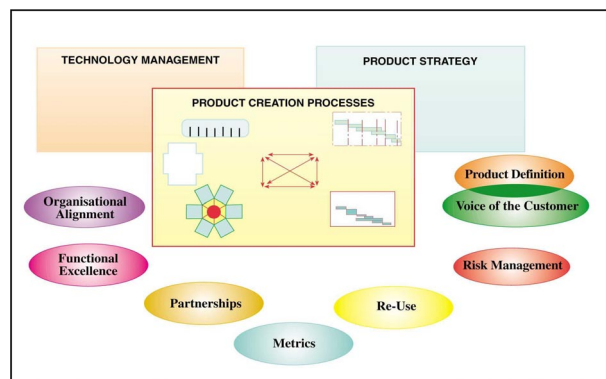 TECHNOLOGY MANAGEMENT
PRODUCT STRATEGY
PRODUCT CREATION PROCESSES
Organisational
Alignment
Product Definition
Voice of the Customer
Functional
Excellence
Risk Management
Partnerships
Re-Use
Metrics